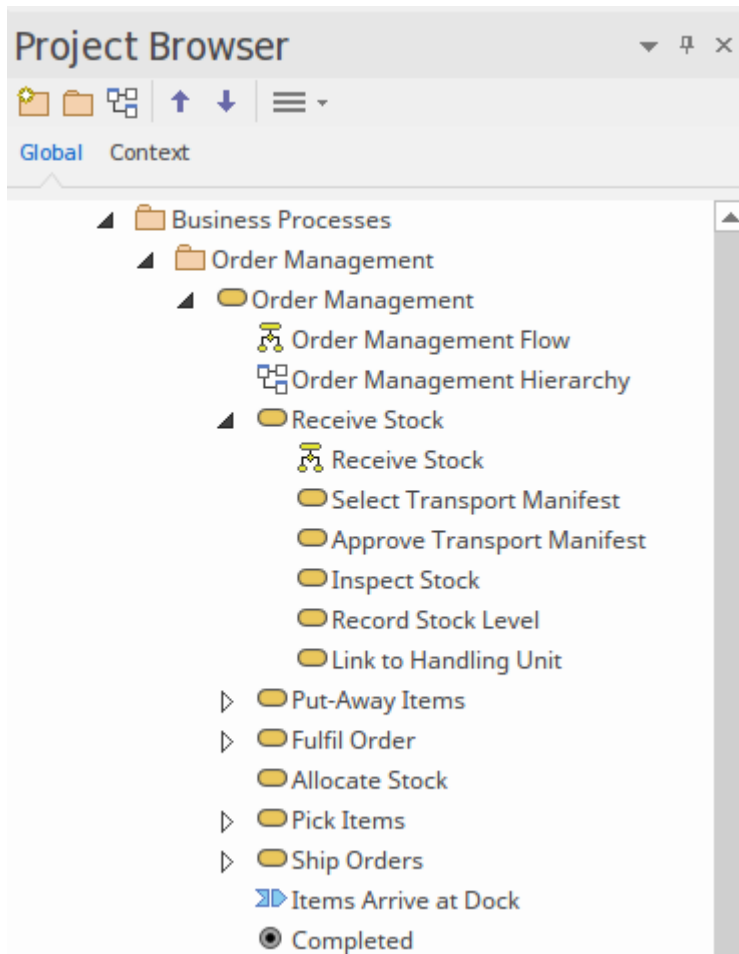 Project Browser
Global Context
Business Processes
Order Management
Order Management
Order Management Flow
Order Management Hierarchy
Receive Stock
Receive Stock
Select Transport Manifest
Approve Transport Manifest
Inspect Stock
Record Stock Level
Link to Handling Unit
Put-Away Items
Fulfil Order
Allocate Stock
Pick Items
Ship Orders
Items Arrive at Dock
Completed